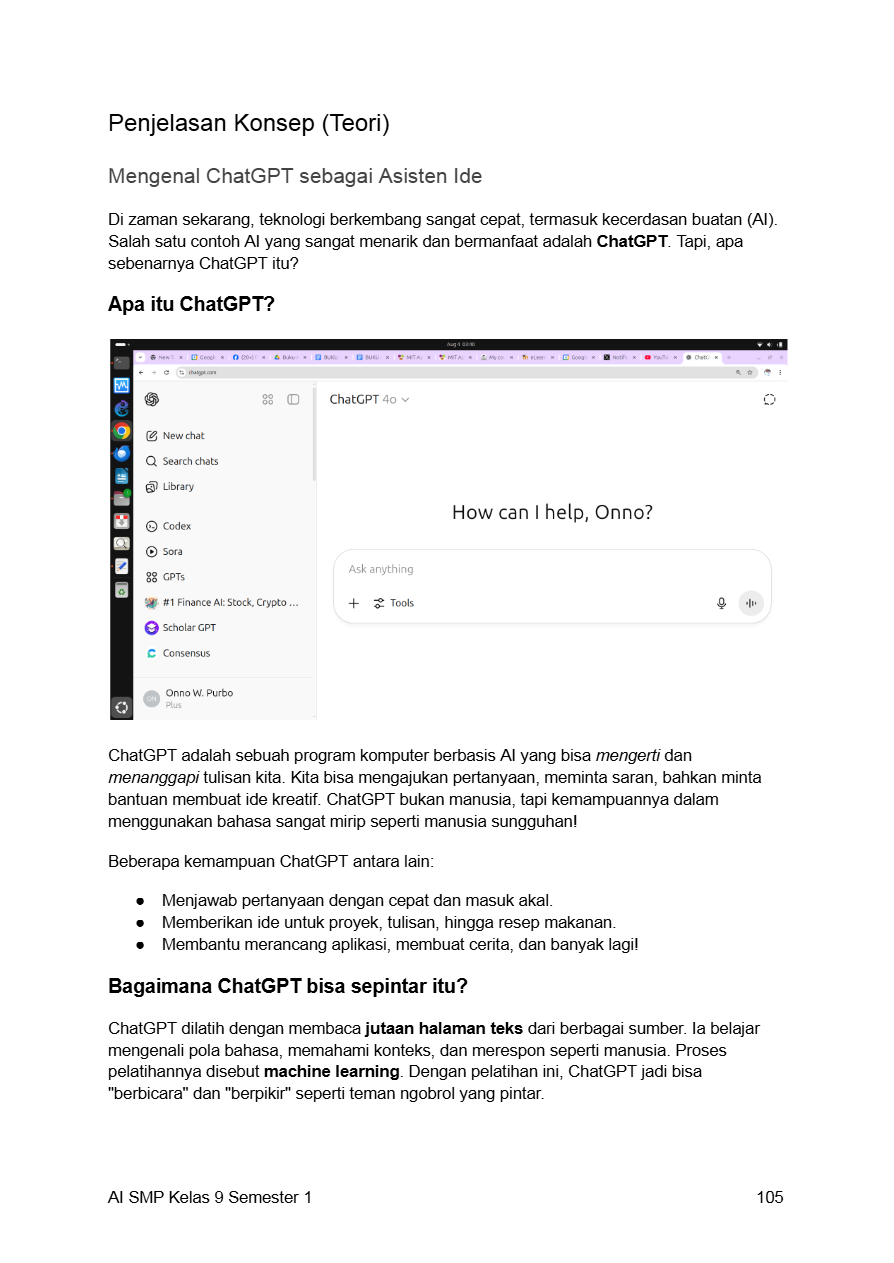 Penjelasan Konsep (Teori)
Mengenal ChatGPT sebagai Asisten Ide
Di zaman sekarang, teknologi berkembang sangat cepat, termasuk kecerdasan buatan (AI).
Salah satu contoh AI yang sangat menarik dan bermanfaat adalah ChatGPT. Tapi, apa
sebenarnya ChatGPT itu?
Apa itu ChatGPT?
chatgpt.com
ChatGPT 4o
New chat
Search chats
Library
Codex
Sora
GPTs
#1 Finance AI: Stock, Crypto ...
Scholar GPT
Consensus
Onno W. Purbo
Plus
How can I help, Onno?
Ask anything
Tools
ChatGPT adalah sebuah program komputer berbasis AI yang bisa mengerti dan
menanggapi tulisan kita. Kita bisa mengajukan pertanyaan, meminta saran, bahkan minta
bantuan membuat ide kreatif. ChatGPT bukan manusia, tapi kemampuannya dalam
menggunakan bahasa sangat mirip seperti manusia sungguhan!
Beberapa kemampuan ChatGPT antara lain:
● Menjawab pertanyaan dengan cepat dan masuk akal.
● Memberikan ide untuk proyek, tulisan, hingga resep makanan.
● Membantu merancang aplikasi, membuat cerita, dan banyak lagi!
Bagaimana ChatGPT bisa sepintar itu?
ChatGPT dilatih dengan membaca jutaan halaman teks dari berbagai sumber. Ia belajar
mengenali pola bahasa, memahami konteks, dan merespon seperti manusia. Proses
pelatihannya disebut machine learning. Dengan pelatihan ini, ChatGPT jadi bisa
"berbicara" dan "berpikir" seperti teman ngobrol yang pintar.
AI SMP Kelas 9 Semester 1 105